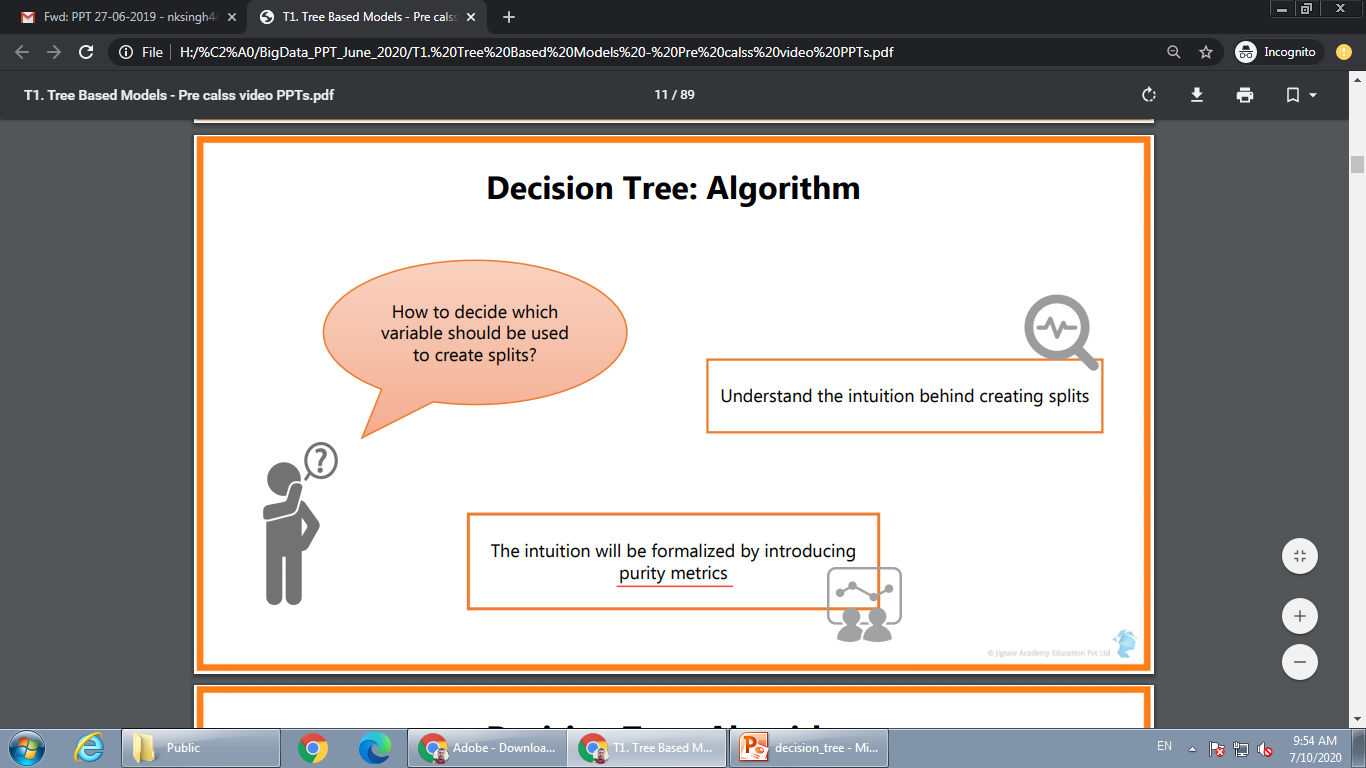 Fwd: PPT 27-06-2019 - nksingh44
T1. Tree Based Models - Pre calss
File
H:/%C2%A0/BigData_PPT_June_2020/T1.%20Tree%20Based%20Models%20-%20Pre%20calss%20video%20PPTs.pdf
Incognito
T1. Tree Based Models - Pre calss video PPTs.pdf
11 / 89
Decision Tree: Algorithm
How to decide which
variable should be used
to create splits?
Understand the intuition behind creating splits
?
The intuition will be formalized by introducing
purity metrics
© Jigsaw Academy Education Pvt Ltd
Public
Adobe - Downloa...
T1. Tree Based M...
decision_tree - Mi...
EN
9:54 AM
7/10/2020